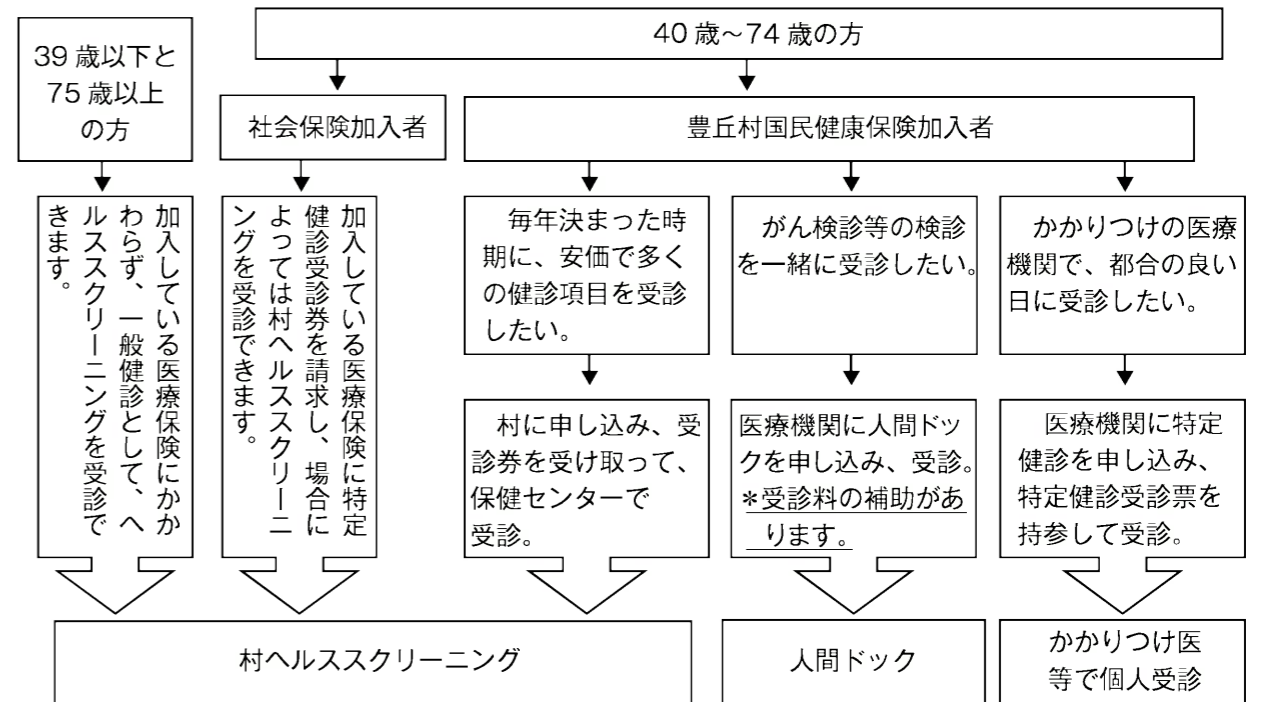 39 歳以下と
75 歳以上
の方
40 歳～74 歳の方
社会保険加入者
豊丘村国民健康保険加入者
加入している医療保険にかか
わらず、一般健診として、ヘ
ルススクリーニングを受診で
きます。
加入している医療保険に特定
健診受診券を請求し、場合に
よっては村ヘルススクリーニ
ングを受診できます。
毎年決まった時
期に、安価で多く
の健診項目を受診
したい。
がん検診等の検診
を一緒に受診したい。
かかりつけの医療
機関で、都合の良い
日に受診したい。
村に申し込み、受
診券を受け取って、
保健センターで
受診。
医療機関に人間ドッ
クを申し込み、受診。
＊受診料の補助があ
ります。
医療機関に特定
健診を申し込み、
特定健診受診票を
持参して受診。
村ヘルススクリーニング
人間ドック
かかりつけ医
等で個人受診